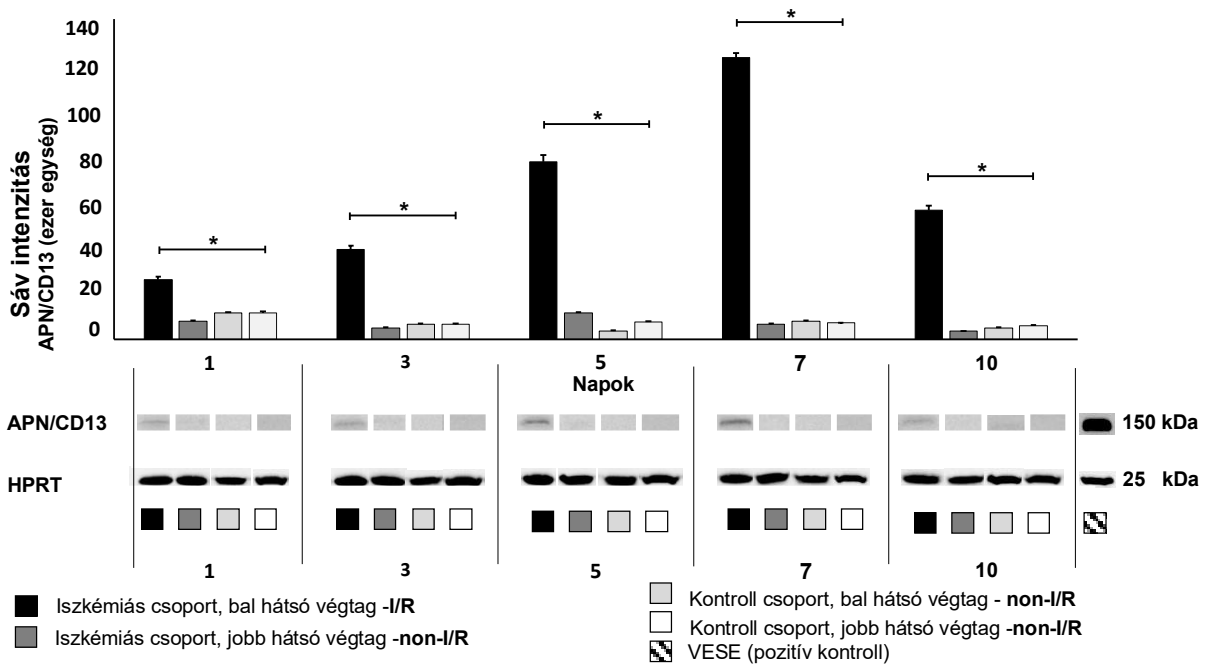 140
120
100
80
60
40
20
0
Sáv intenzitás
APN/CD13 (ezer egység)
*
*
*
*
*
1 3 5 7 10
Napok
APN/CD13 150 kDa
HPRT 25 kDa
1 3 5 7 10
Iszkémiás csoport, bal hátsó végtag -I/R
Iszkémiás csoport, jobb hátsó végtag -non-I/R
Kontroll csoport, bal hátsó végtag - non-I/R
Kontroll csoport, jobb hátsó végtag -non-I/R
VESE (pozitív kontroll)